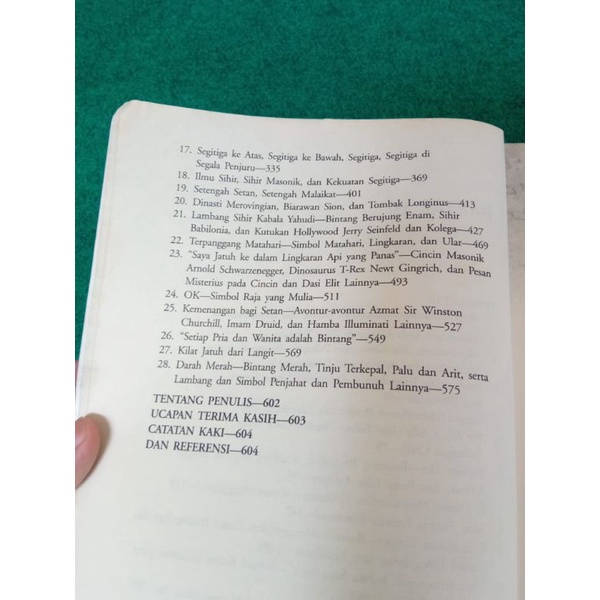 17. Segitiga ke Atas, Segitiga ke Bawah, Segitiga, Segitiga di
Segala Penjuru—335
18. Ilmu Sihir, Sihir Masonik, dan Kekuatan Segitiga—369
19. Setengah Setan, Setengah Malaikat—401
20. Dinasti Merovingian, Biarawan Sion, dan Tombak Longinus—413
21. Lambang Sihir Kabala Yahudi—Bintang Berujung Enam, Sihir
Babilonia, dan Kutukan Hollywood Jerry Seinfeld dan Kolega—427
22. Terpanggang Matahari—Simbol Matahari, Lingkaran, dan Ular—469
23. “Saya Jatuh ke dalam Lingkaran Api yang Panas”—Cincin Masonik
Arnold Schwarzenegger, Dinosaurus T-Rex Newt Gingrich, dan Pesan
Misterius pada Cincin dan Dasi Elit Lainnya—493
24. OK—Simbol Raja yang Mulia—511
25. Kemenangan bagi Setan—Avontur-avontur Azmat Sir Winston
Churchill, Imam Druid, dan Hamba Illuminati Lainnya—527
26. “Setiap Pria dan Wanita adalah Bintang”—549
27. Kilat Jatuh dari Langit—569
28. Darah Merah—Bintang Merah, Tinju Terkepal, Palu dan Arit, serta
Lambang dan Simbol Penjahat dan Pembunuh Lainnya—575
TENTANG PENULIS—602
UCAPAN TERIMA KASIH—603
CATATAN KAKI—604
DAN REFERENSI—604